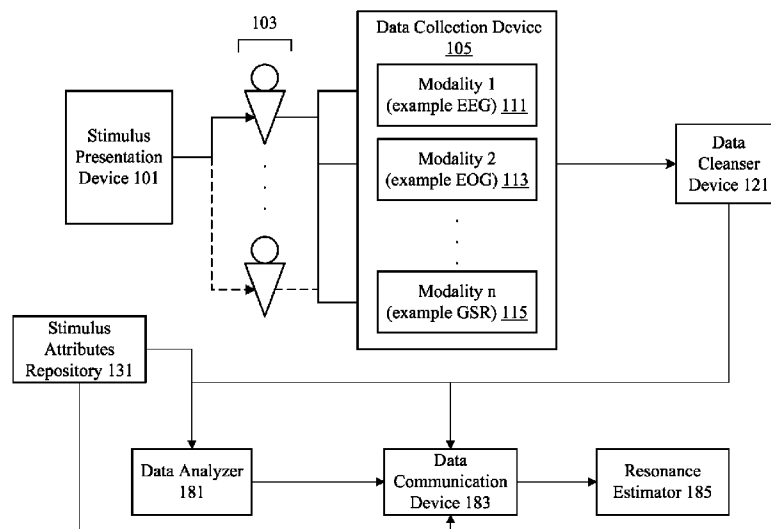 103
Data Collection Device
105
Modality 1
(example EEG) 111
Stimulus
Presentation
Device 101
Modality 2
(example EOG) 113
Data
Cleanser
Device 121
Modality n
(example GSR) 115
Stimulus
Attributes
Repository 131
Data Analyzer
181
Data
Communication
Device 183
Resonance
Estimator 185